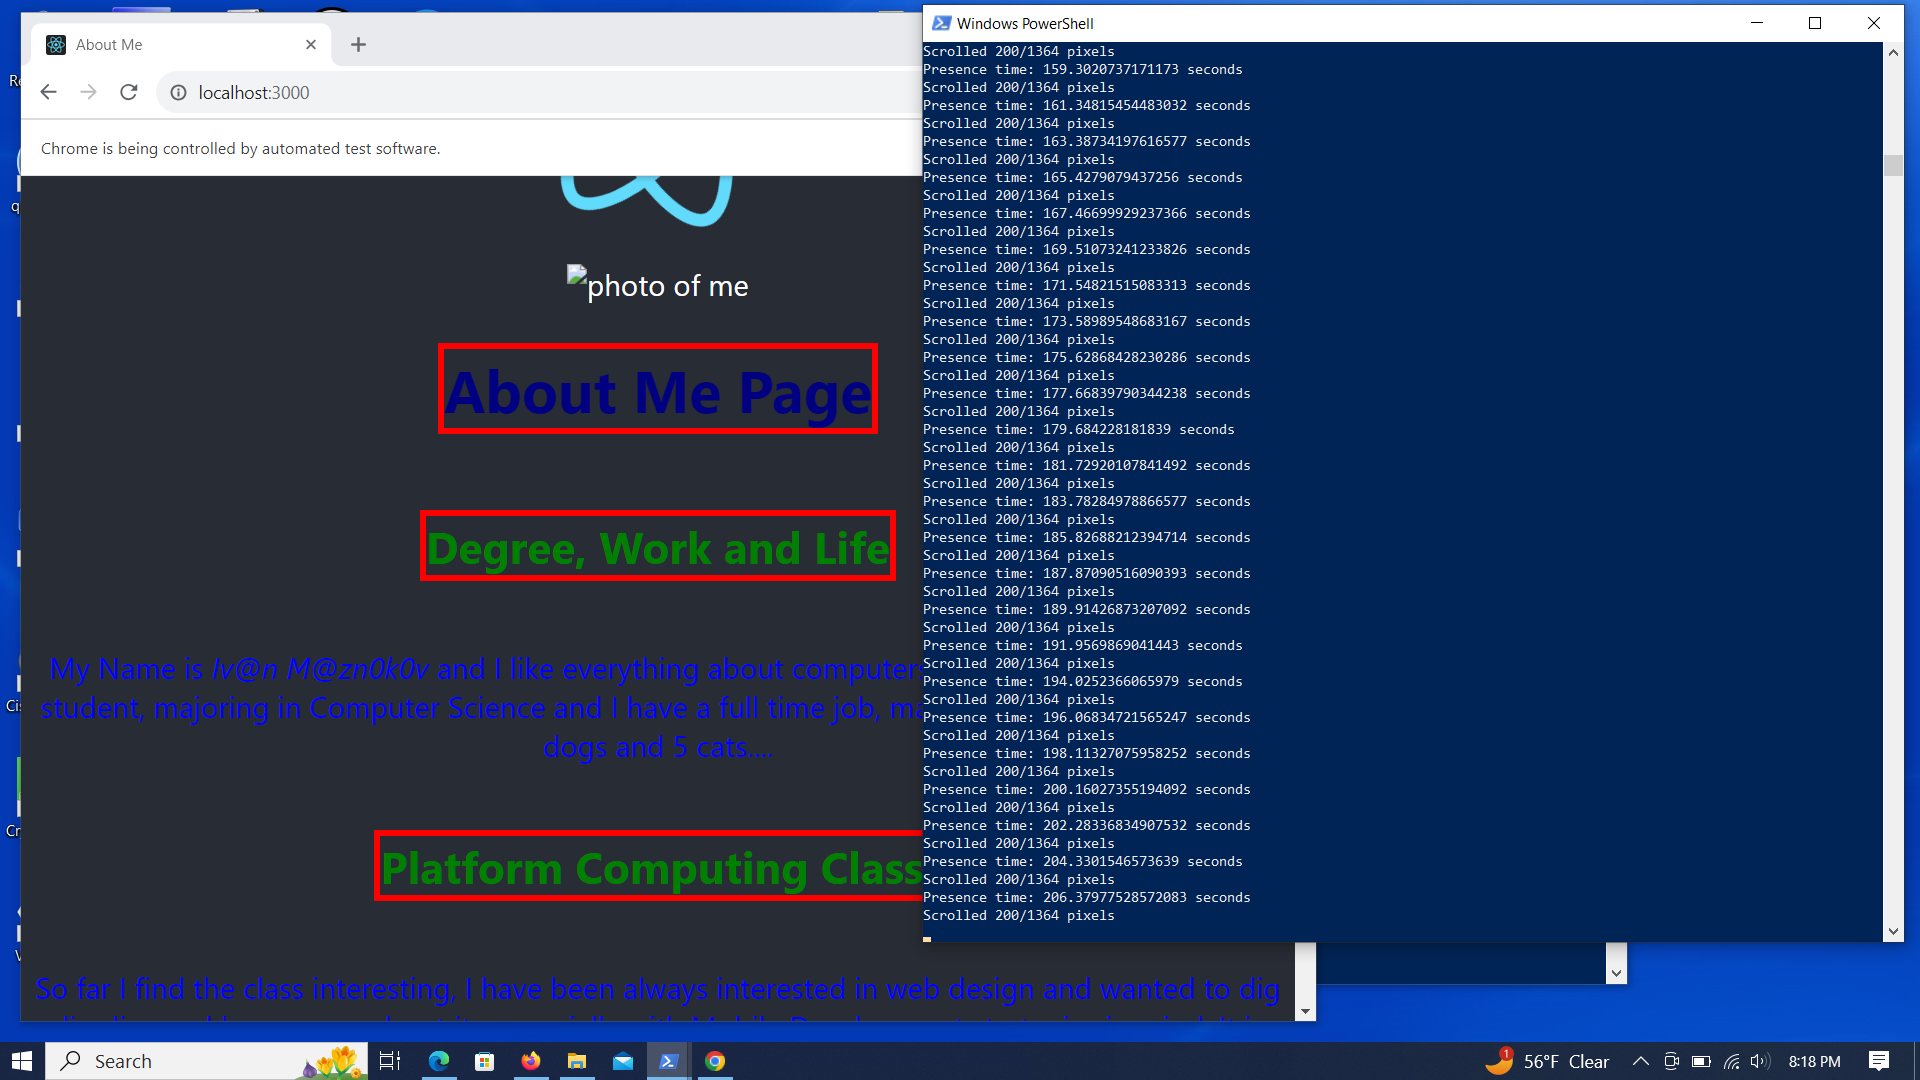 About Me
localhost:3000
Chrome is being controlled by automated test software.
photo of me
About Me Page
Degree, Work and Life
My Name is Iv@n M@zn0k0v and I like everything about computers
student, majoring in Computer Science and I have a full time job, ma
dogs and 5 cats....
Platform Computing Class
So far I find the class interesting, I have been always interested in web design and wanted to dig
Windows PowerShell
Scrolled 200/1364 pixels
Presence time: 159.3020737171173 seconds
Scrolled 200/1364 pixels
Presence time: 161.34815454483032 seconds
Scrolled 200/1364 pixels
Presence time: 163.38734197616577 seconds
Scrolled 200/1364 pixels
Presence time: 165.4279079437256 seconds
Scrolled 200/1364 pixels
Presence time: 167.46699929237366 seconds
Scrolled 200/1364 pixels
Presence time: 169.51073241233826 seconds
Scrolled 200/1364 pixels
Presence time: 171.54821515083313 seconds
Scrolled 200/1364 pixels
Presence time: 173.58989548683167 seconds
Scrolled 200/1364 pixels
Presence time: 175.62868428230286 seconds
Scrolled 200/1364 pixels
Presence time: 177.66839790344238 seconds
Scrolled 200/1364 pixels
Presence time: 179.684228181839 seconds
Scrolled 200/1364 pixels
Presence time: 181.72920107841492 seconds
Scrolled 200/1364 pixels
Presence time: 183.78284978866577 seconds
Scrolled 200/1364 pixels
Presence time: 185.82688212394714 seconds
Scrolled 200/1364 pixels
Presence time: 187.87090516090393 seconds
Scrolled 200/1364 pixels
Presence time: 189.91426873207092 seconds
Scrolled 200/1364 pixels
Presence time: 191.9569869041443 seconds
Scrolled 200/1364 pixels
Presence time: 194.0252366065979 seconds
Scrolled 200/1364 pixels
Presence time: 196.06834721565247 seconds
Scrolled 200/1364 pixels
Presence time: 198.11327075958252 seconds
Scrolled 200/1364 pixels
Presence time: 200.16027355194092 seconds
Scrolled 200/1364 pixels
Presence time: 202.28336834907532 seconds
Scrolled 200/1364 pixels
Presence time: 204.3301546573639 seconds
Scrolled 200/1364 pixels
Presence time: 206.37977528572083 seconds
Scrolled 200/1364 pixels
Search
1
56°F Clear
8:18 PM